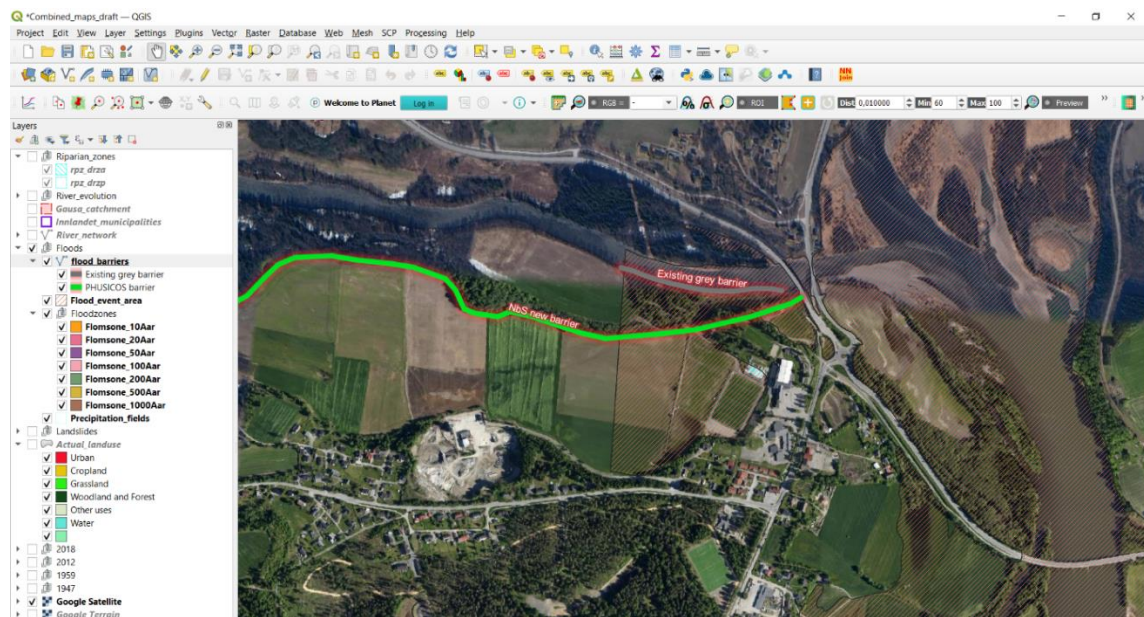 *Combined_maps_draft — QGIS
Project Edit View Layer Settings Plugins Vector Raster Database Web Mesh SCP Processing Help
NN
Join
Welcome to Planet Log in RGB = - ROI Dist 0,010000 Min 60 Max 100 Preview
Layers
Riparian_zones
rpz_drza
rpz_drzp
River_evolution
Gausa_catchment
Innlandet_municipalities
River_network
Floods
flood_barriers
Existing grey barrier
PHUSICOS barrier
Flood_event_area
Floodzones
Flomsone_10Aar
Flomsone_20Aar
Flomsone_50Aar
Flomsone_100Aar
Flomsone_200Aar
Flomsone_500Aar
Flomsone_1000Aar
Precipitation_fields
Landslides
Actual_landuse
Urban
Cropland
Grassland
Woodland and Forest
Other uses
Water
2018
2012
1959
1947
Google Satellite
Google Terrain
Existing grey barrier
NbS new barrier